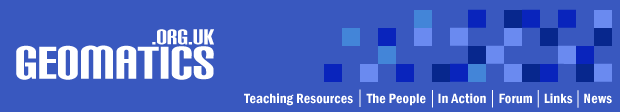 .ORG.UK
GEOMATICS
Teaching Resources | The People | In Action | Forum | Links | News